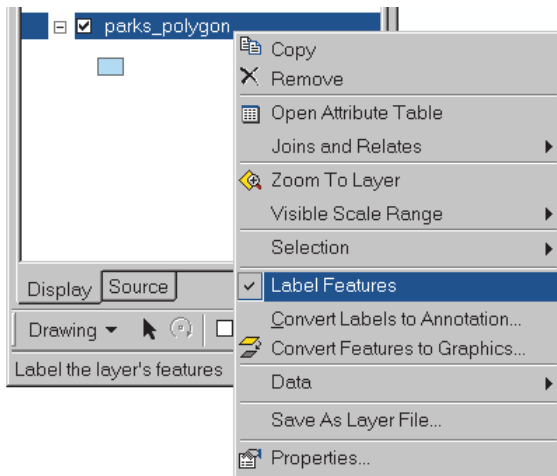 parks_polygon
Copy
Remove
Open Attribute Table
Joins and Relates
Zoom To Layer
Visible Scale Range
Selection
Label Features
Convert Labels to Annotation...
Convert Features to Graphics...
Data
Save As Layer File...
Properties...
Display Source
Drawing
Label the layer's features